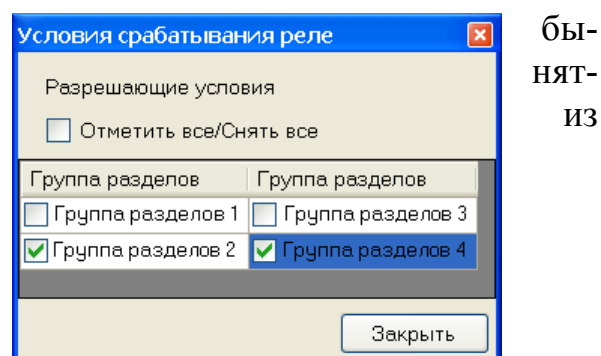 Условия срабатывания реле
Разрешающие условия
Отметить все/Снять все
Группа разделов Группа разделов
Группа разделов 1 Группа разделов 3
Группа разделов 2 Группа разделов 4
Закрыть
бы-
нят-
из